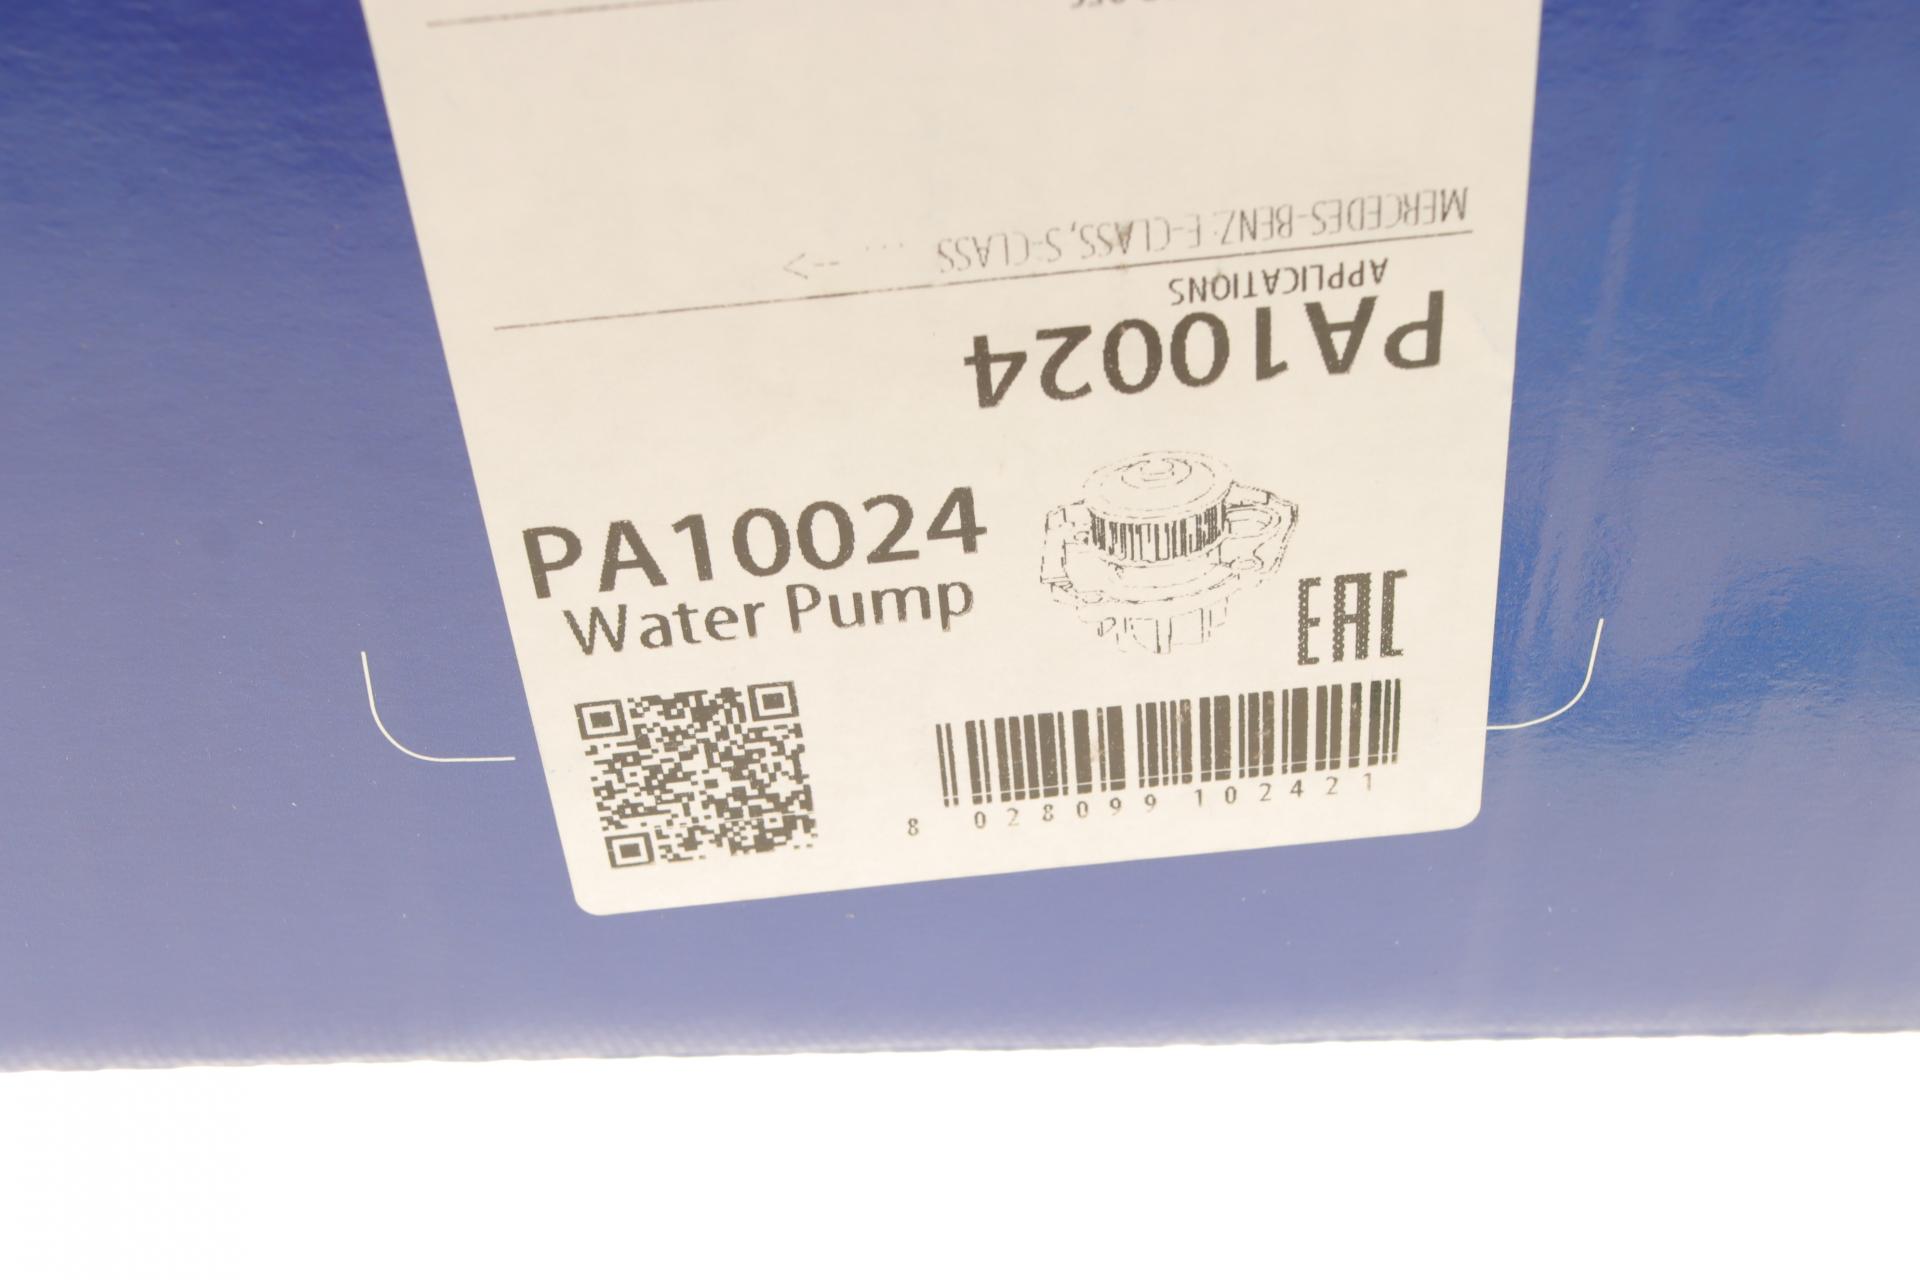 MERCEDES-BENZ: E-CLASS, S-CLASS ... -->
APPLICATIONS
PA10024
PA10024
Water Pump
EAC
8 028099 102421